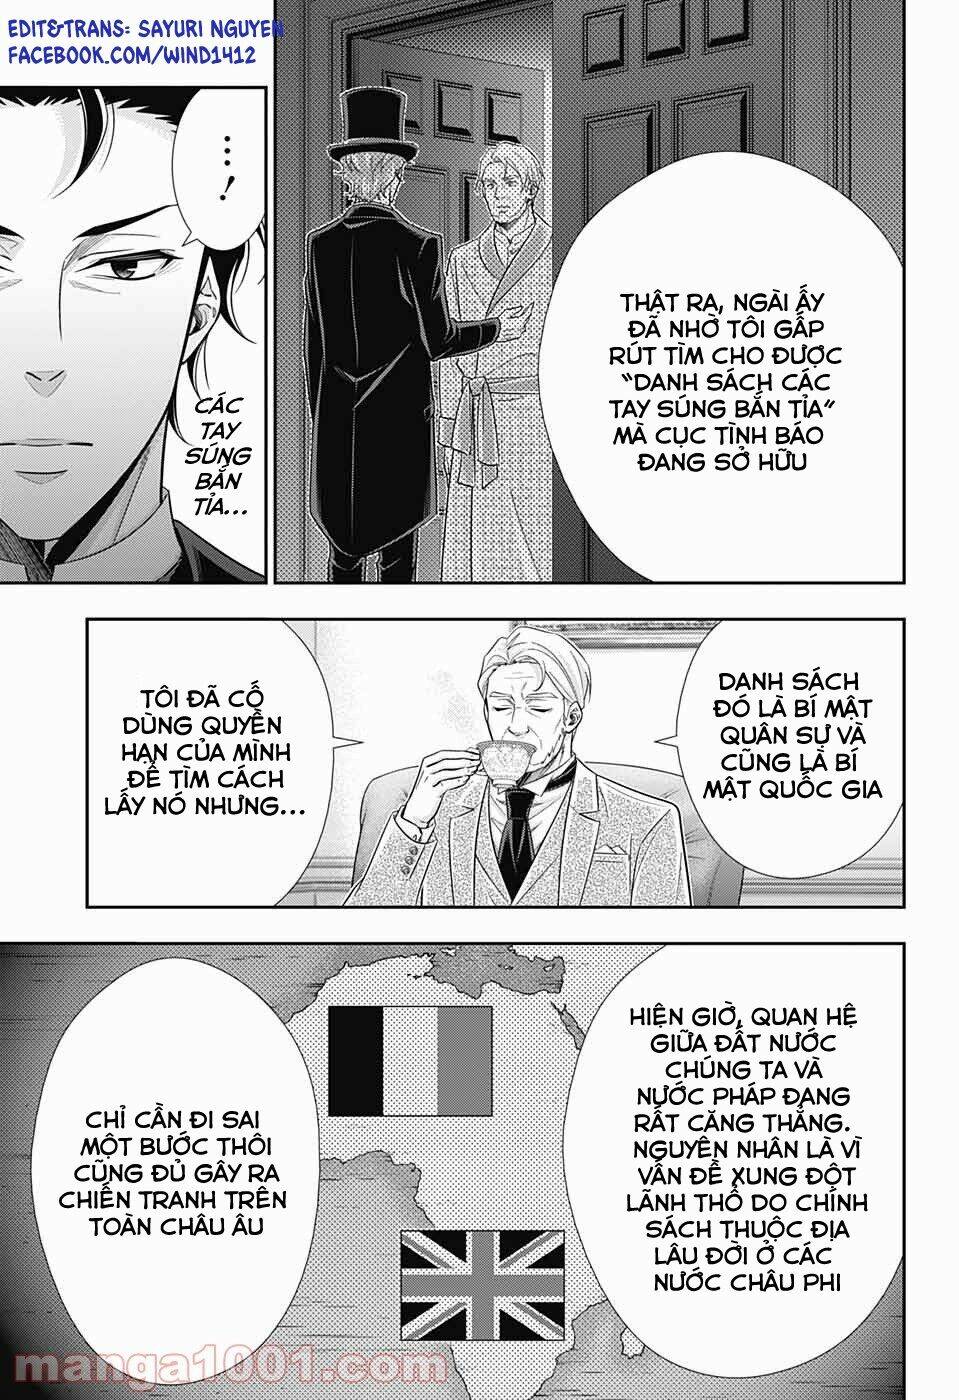 EDIT&TRANS: SAYURI NGUYEN
FACEBOOK.COM/WIND1412
THẬT RA, NGÀI ẤY
ĐÃ NHỜ TÔI GẤP
RÚT TÌM CHO ĐƯỢC
"DANH SÁCH CÁC
TAY SÚNG BẮN TỈA"
MÀ CỤC TÌNH BÁO
ĐANG SỞ HỮU
...!
CÁC
TAY
SÚNG
BẮN
TỈA...
DANH SÁCH
ĐÓ LÀ BÍ MẬT
QUÂN SỰ VÀ
CŨNG LÀ BÍ
MẬT QUỐC GIA
TÔI ĐÃ CỐ
DÙNG QUYỀN
HẠN CỦA MÌNH
ĐỂ TÌM CÁCH
LẤY NÓ NHƯNG...
HIỆN GIỜ, QUAN HỆ
GIỮA ĐẤT NƯỚC
CHÚNG TA VÀ
NƯỚC PHÁP ĐANG
RẤT CĂNG THẲNG.
NGUYÊN NHÂN LÀ VÌ
VẤN ĐỀ XUNG ĐỘT
LÃNH THỔ DO CHÍNH
SÁCH THUỘC ĐỊA
LÂU ĐỜI Ở CÁC
NƯỚC CHÂU PHI
CHỈ CẦN ĐI SAI
MỘT BƯỚC THÔI
CŨNG ĐỦ GÂY RA
CHIẾN TRANH TRÊN
TOÀN CHÂU ÂU
manga1001.com